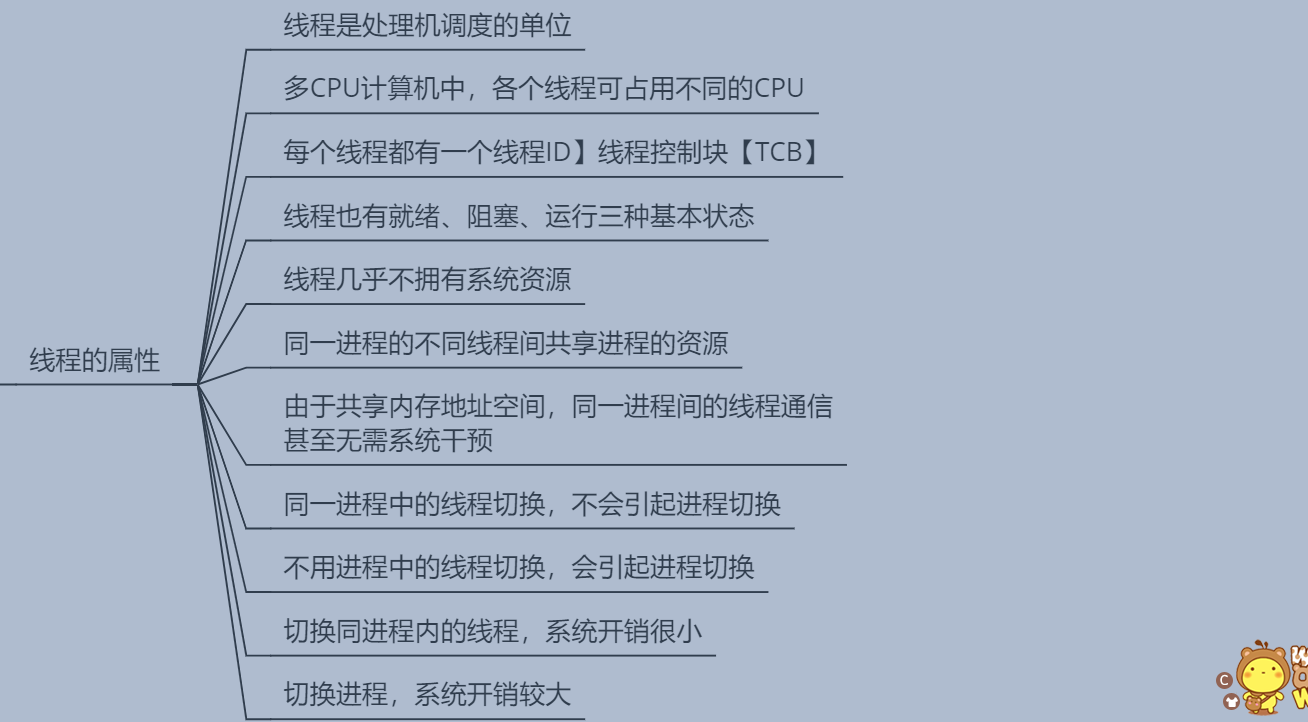 线程是处理机调度的单位
多CPU计算机中，各个线程可占用不同的CPU
每个线程都有一个线程ID】线程控制块【TCB】
线程也有就绪、阻塞、运行三种基本状态
线程几乎不拥有系统资源
同一进程的不同线程间共享进程的资源
线程的属性
由于共享内存地址空间，同一进程间的线程通信
甚至无需系统干预
同一进程中的线程切换，不会引起进程切换
不用进程中的线程切换，会引起进程切换
切换同进程内的线程，系统开销很小
切换进程，系统开销较大
C